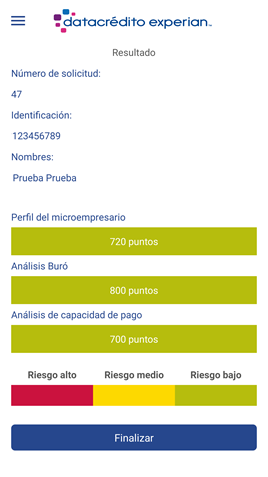 datacrédito experian™
Resultado
Número de solicitud:
47
Identificación:
123456789
Nombres:
Prueba Prueba
Perfil del microempresario
720 puntos
Análisis Buró
800 puntos
Análisis de capacidad de pago
700 puntos
Riesgo alto Riesgo medio Riesgo bajo
Finalizar